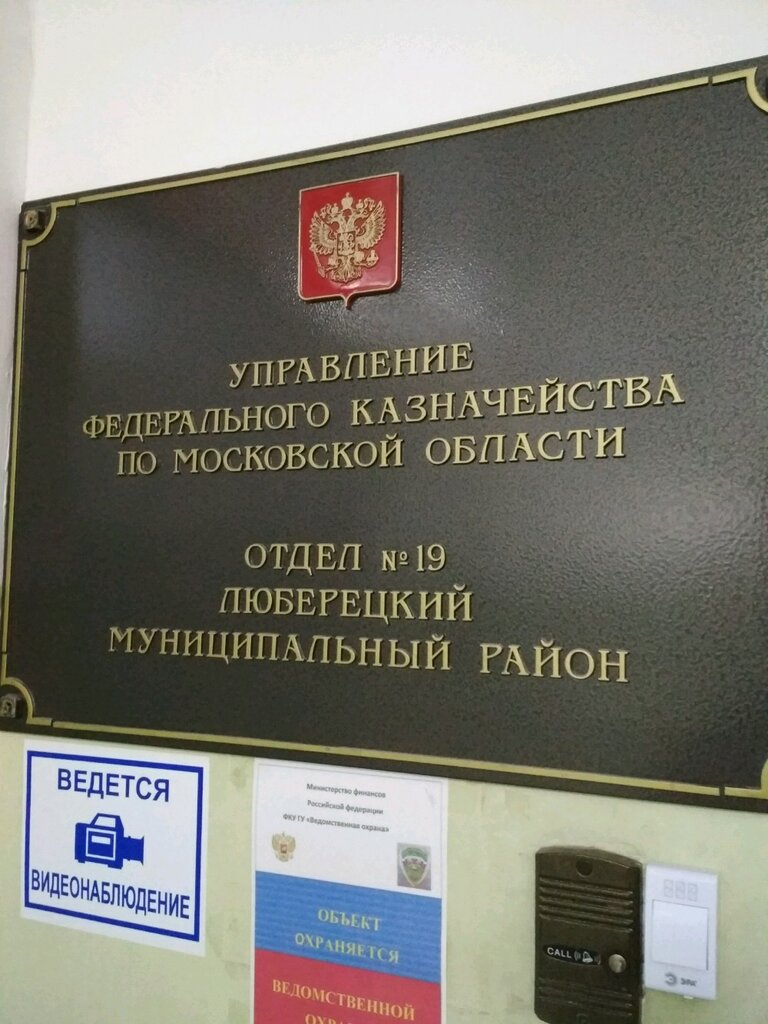 УПРАВЛЕНИЕ
ФЕДЕРАЛЬНОГО КАЗНАЧЕЙСТВА
ПО МОСКОВСКОЙ ОБЛАСТИ
ОТДЕЛ №19
ЛЮБЕРЕЦКИЙ
МУНИЦИПАЛЬНЫЙ РАЙОН
ВЕДЕТСЯ
ВИДЕОНАБЛЮДЕНИЕ
Министерство финансов
Российской федерации
ФКУ ГУ «Ведомственная охрана»
ОБЪЕКТ
ОХРАНЯЕТСЯ
ВЕДОМСТВЕННОЙ
CALL
ЭРА